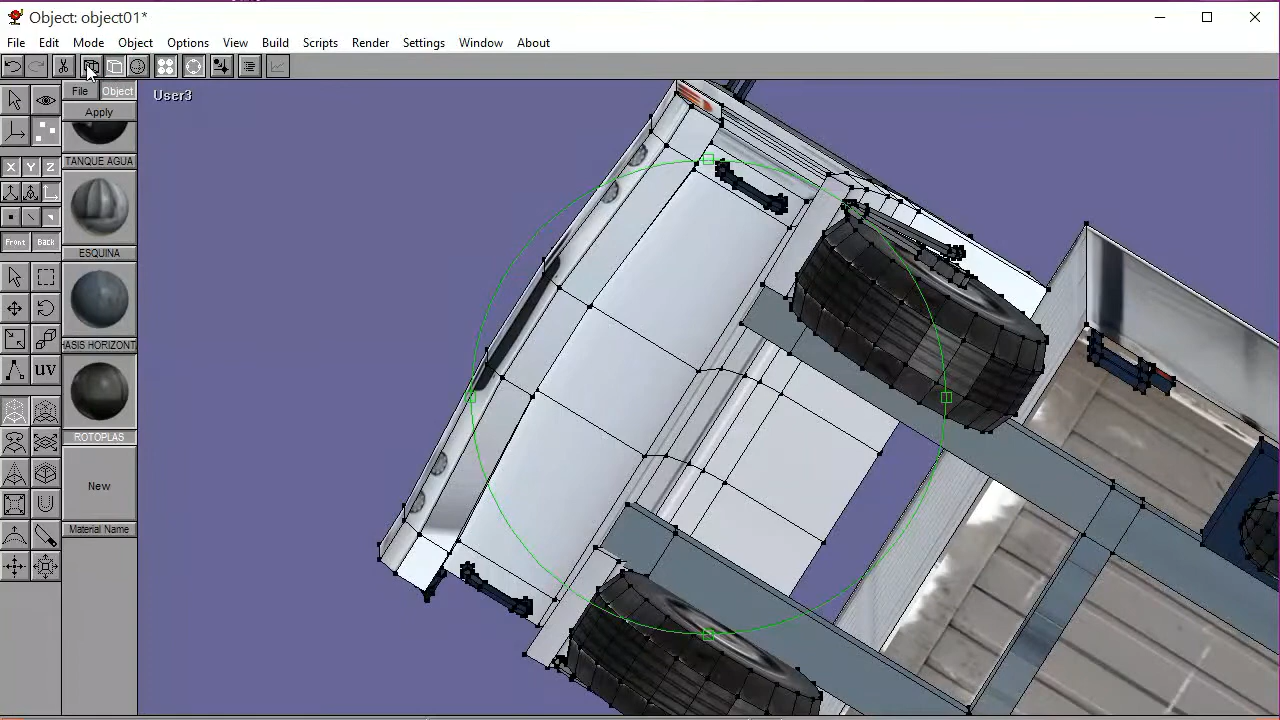 Object: object01*
File Edit Mode Object Options View Build Scripts Render Settings Window About
File Object
User3
Apply
TANQUE AGUA
X Y Z
ESQUINA
Front Back
HASIS HORIZONT
uv
ROTOPLAS
New
Material Name